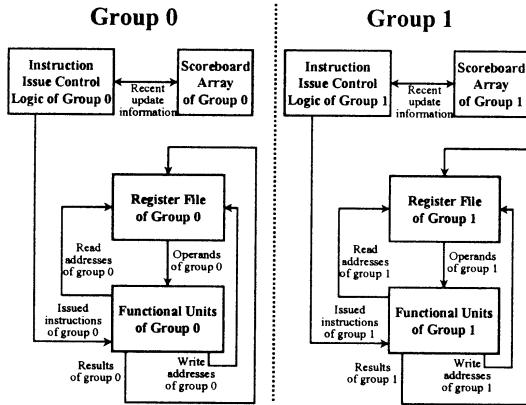 Group 0
Instruction
Issue Control
Logic of Group 0
Recent
update
information
Scoreboard
Array
of Group 0
Register File
of Group 0
Read
addresses
of group 0
Operands
of group 0
Functional Units
of Group 0
Issued
instructions
of group 0
Results
of group 0
Write
addresses
of group 0
Group 1
Instruction
Issue Control
Logic of Group 1
Recent
update
information
Scoreboard
Array
of Group 1
Register File
of Group 1
Read
addresses
of group 1
Operands
of group 1
Functional Units
of Group 1
Issued
instructions
of group 1
Results
of group 1
Write
addresses
of group 1